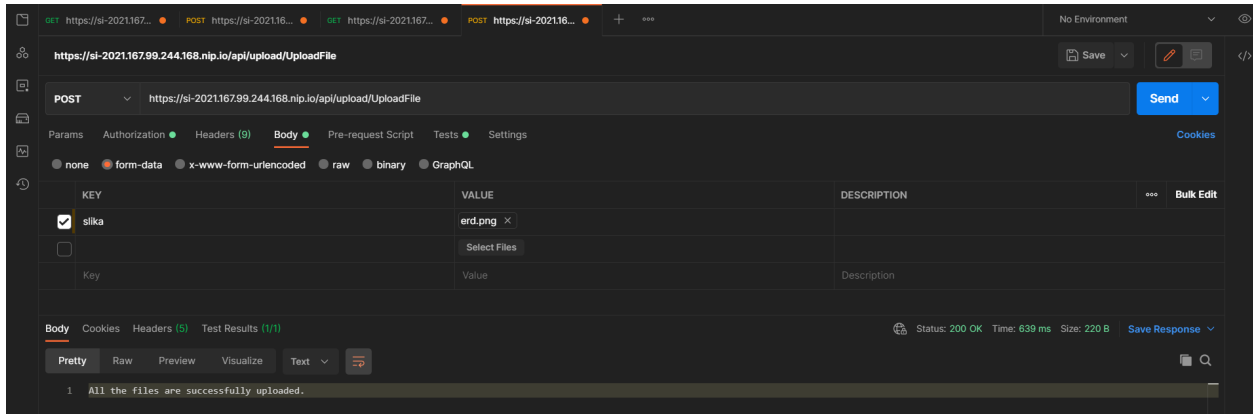 GET https://si-2021.167... POST https://si-2021.16... GET https://si-2021.167... POST https://si-2021.16... + ooo No Environment
https://si-2021.167.99.244.168.nip.io/api/upload/UploadFile Save
POST https://si-2021.167.99.244.168.nip.io/api/upload/UploadFile Send
Params Authorization Headers (9) Body Pre-request Script Tests Settings Cookies
none form-data x-www-form-urlencoded raw binary GraphQL
KEY VALUE DESCRIPTION ooo Bulk Edit
slika erd.png ×
Select Files
Key Value Description
Body Cookies Headers (5) Test Results (1/1) Status: 200 OK Time: 639 ms Size: 220 B Save Response
Pretty Raw Preview Visualize Text
1 All the files are successfully uploaded.